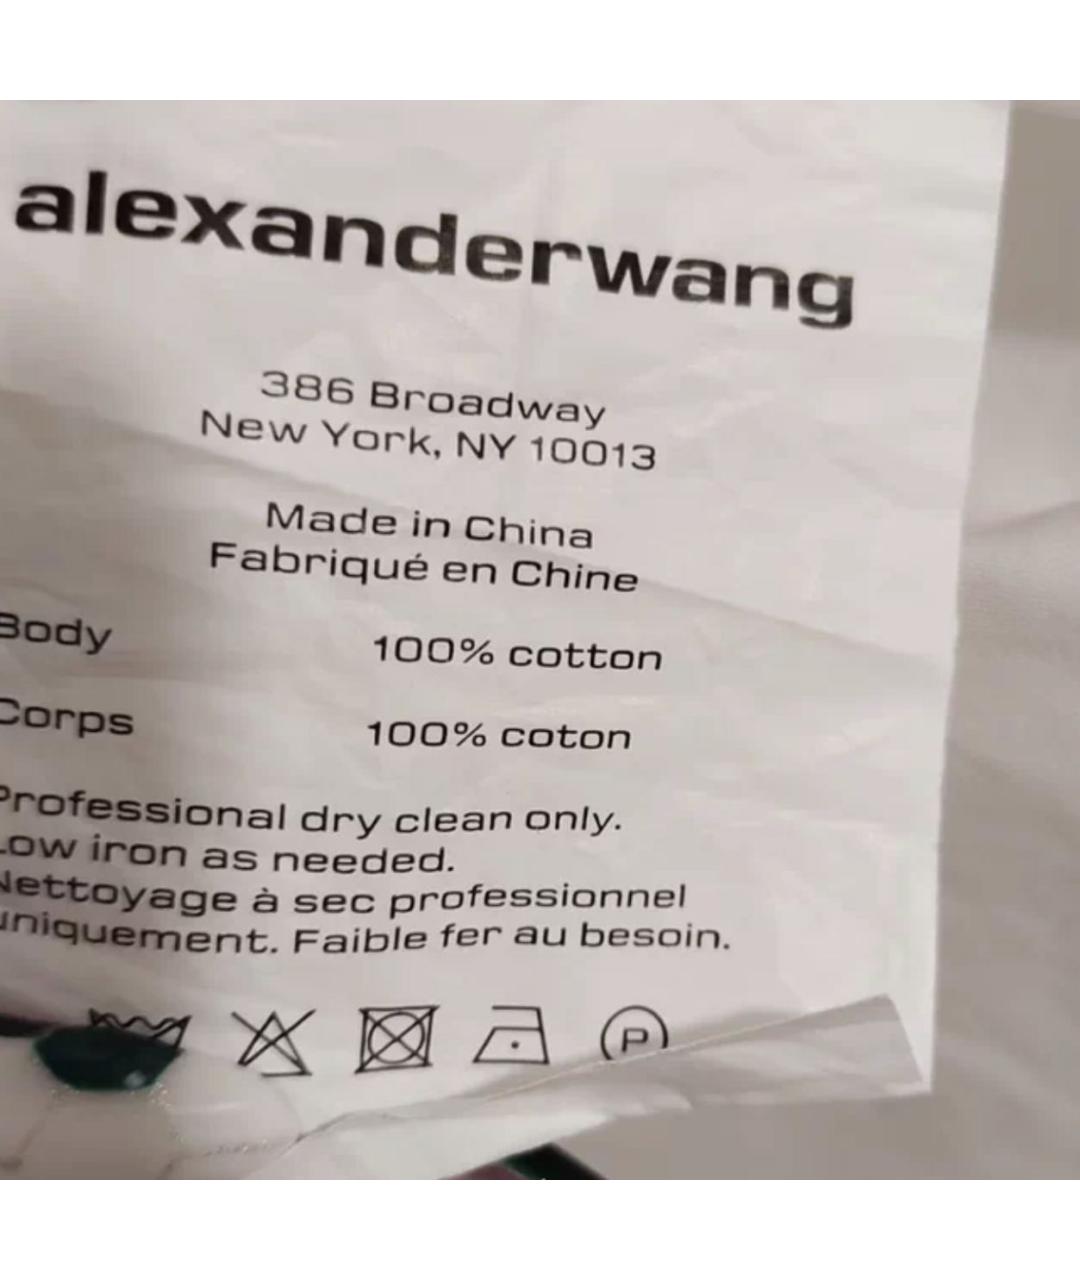 alexanderwang
386 Broadway
New York, NY 10013
Made in China
Fabriqué en Chine
Body 100% cotton
Corps 100% coton
Professional dry clean only.
Low iron as needed.
Nettoyage à sec professionnel
uniquement. Faible fer au besoin.
P